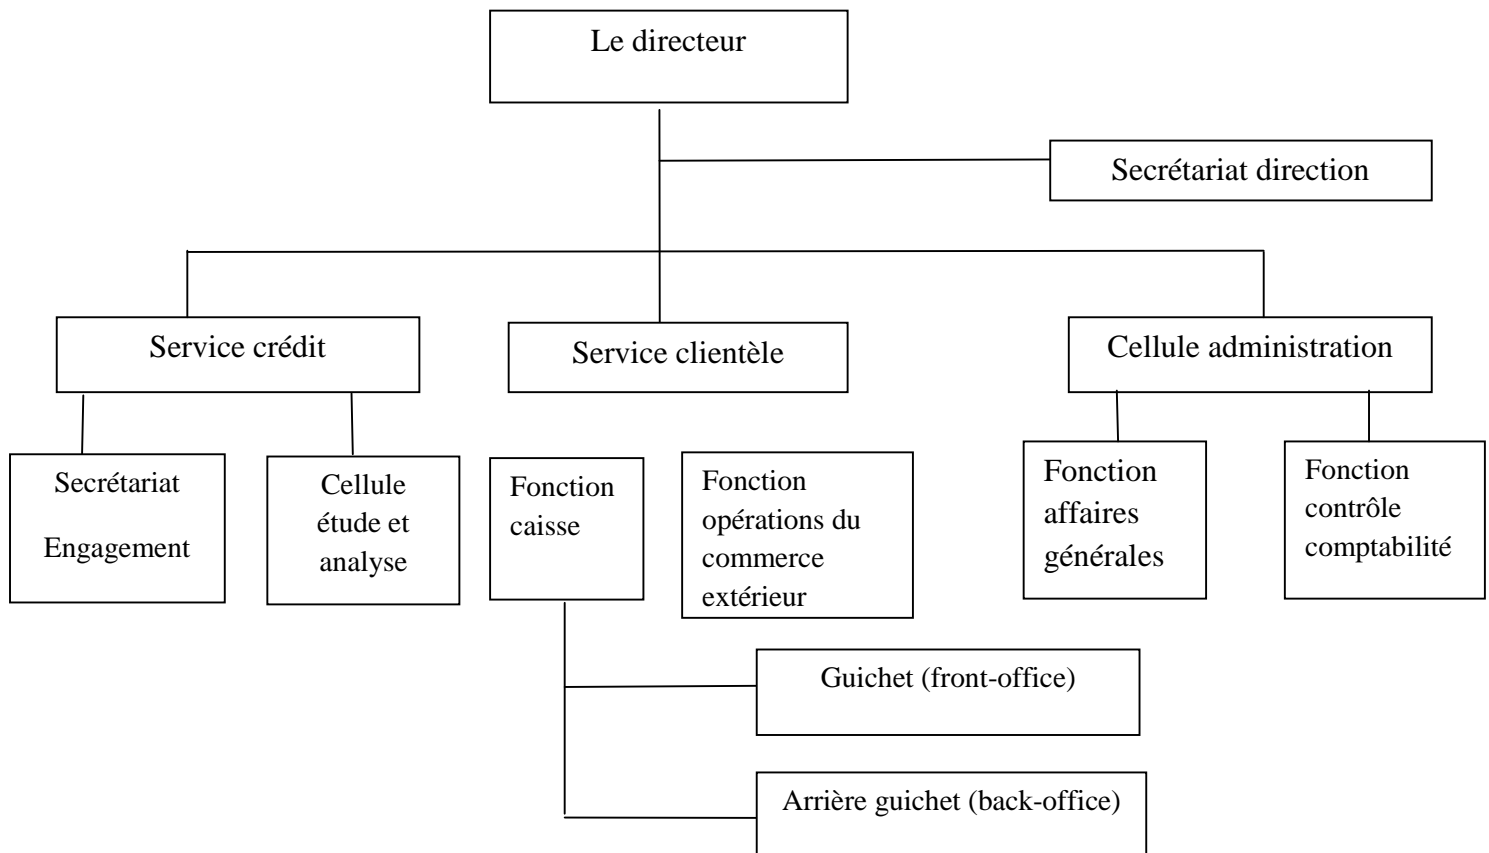 Le directeur
Secrétariat direction
Service crédit
Service clientèle
Cellule administration
Secrétariat
Engagement
Cellule
étude et
analyse
Fonction
caisse
Fonction
opérations du
commerce
extérieur
Fonction
affaires
générales
Fonction
contrôle
comptabilité
Guichet (front-office)
Arrière guichet (back-office)